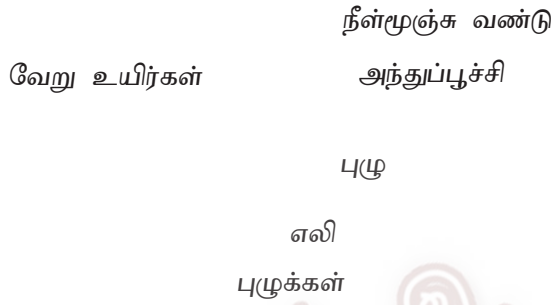 நீள்மூஞ்சு வண்டு
வேறு உயிர்கள் அந்துப்பூச்சி
புழு
எலி
புழுக்கள்